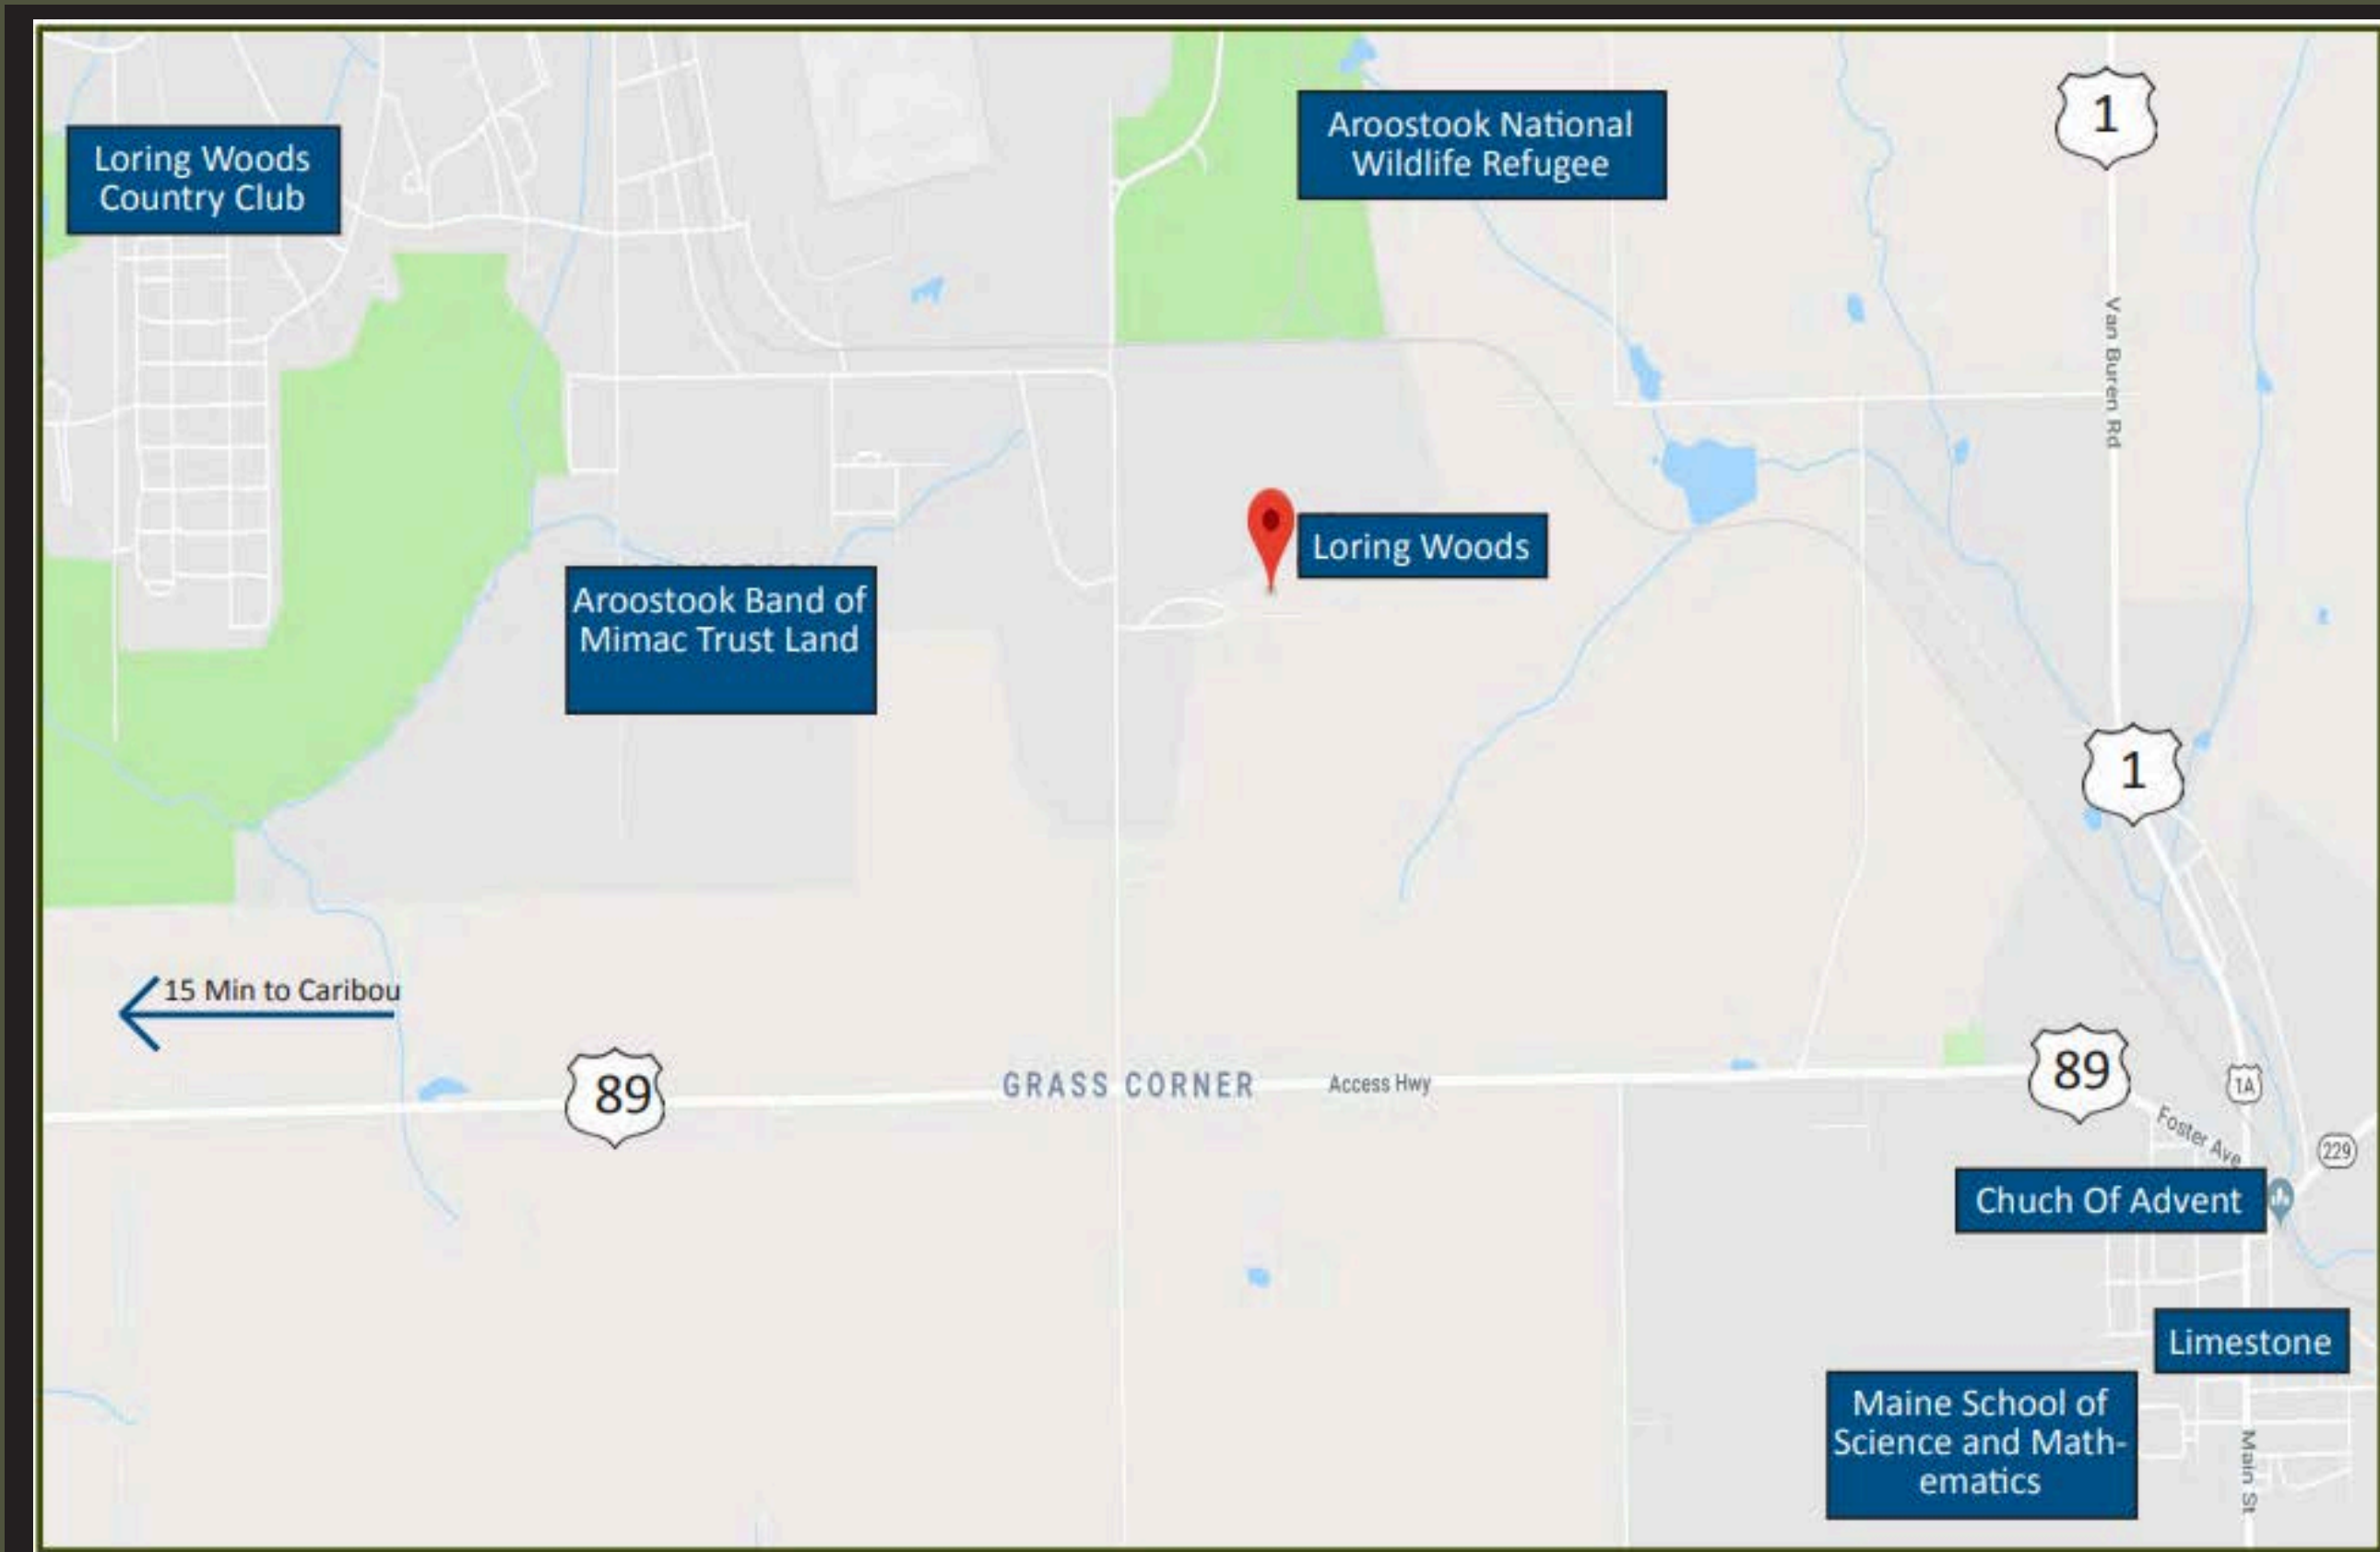 Loring Woods
Country Club
Aroostook National
Wildlife Refugee
1
Van Buren Rd
Loring Woods
Aroostook Band of
Mimac Trust Land
1
15 Min to Caribou
89
GRASS CORNER
Access Hwy
89
1A
Foster Ave
229
Chuch Of Advent
Limestone
Maine School of
Science and Math-
ematics
Main St